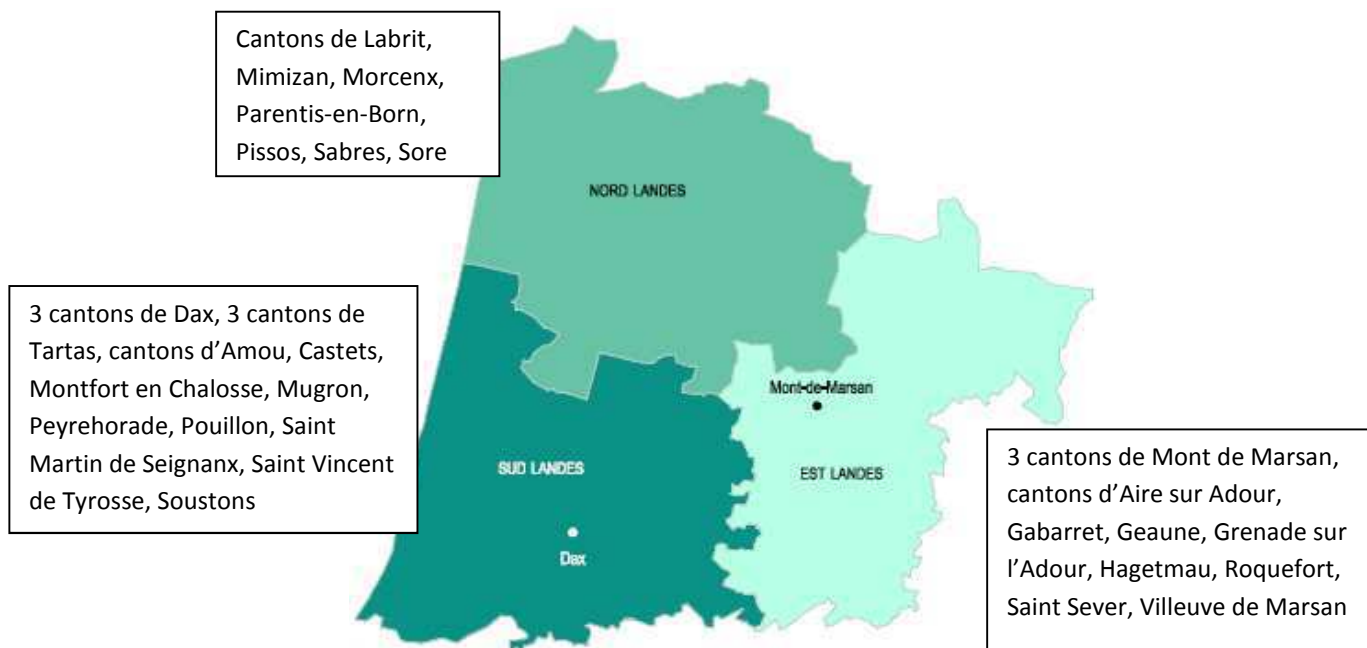 Cantons de Labrit,
Mimizan, Morcenx,
Parentis-en-Born,
Pissos, Sabres, Sore
NORD LANDES
3 cantons de Dax, 3 cantons de
Tartas, cantons d’Amou, Castets,
Montfort en Chalosse, Mugron,
Peyrehorade, Pouillon, Saint
Martin de Seignanx, Saint Vincent
de Tyrosse, Soustons
Mont-de-Marsan
SUD LANDES
EST LANDES
Dax
3 cantons de Mont de Marsan,
cantons d’Aire sur Adour,
Gabarret, Geaune, Grenade sur
l’Adour, Hagetmau, Roquefort,
Saint Sever, Villeuve de Marsan